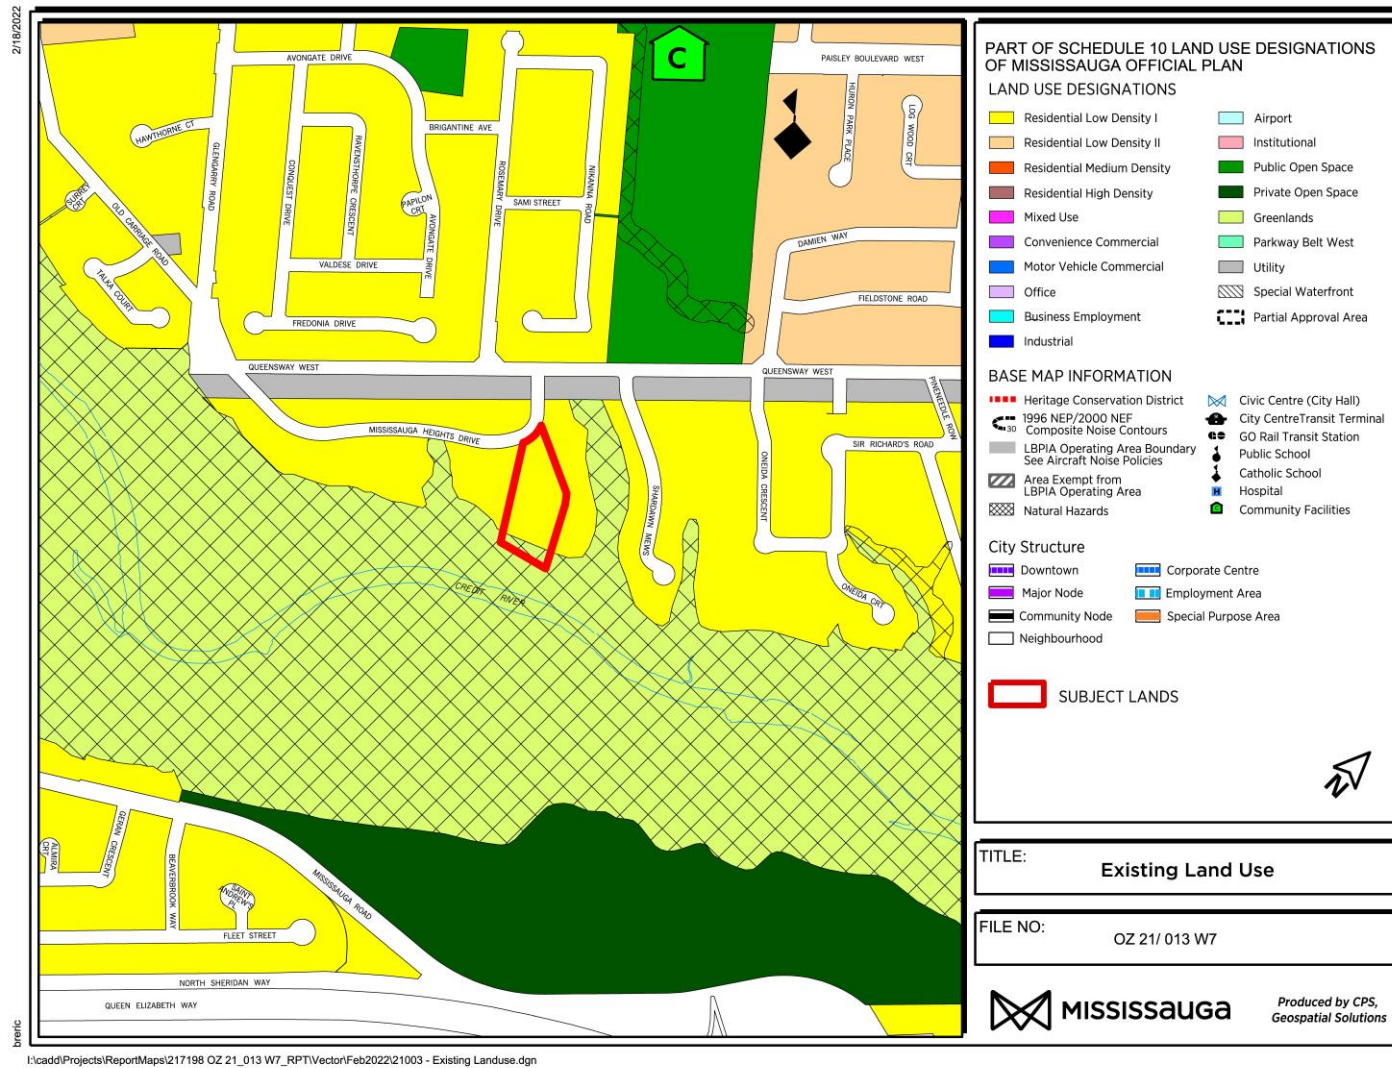 2/18/2022
AVONGATE DRIVE
HAWTHORNE CT
GLENGARRY ROAD
CONQUEST DRIVE
RAVENSTHORPE CRESCENT
BRIGANTINE AVE
ROSEMARY DRIVE
NIKANNA ROAD
SAMI STREET
PAPILON
CRT
AVONGATE DRIVE
SURREY
CRT
OLD CARRIAGE ROAD
TALKA COURT
VALDESE DRIVE
FREDONIA DRIVE
C
PAISLEY BOULEVARD WEST
HURON PARK PLACE
LOG WOOD CRT
DAMIEN WAY
FIELDSTONE ROAD
QUEENSWAY WEST
QUEENSWAY WEST
PINENEEDLE ROW
MISSISSAUGA HEIGHTS DRIVE
SIR RICHARD'S ROAD
ONEIDA CRESCENT
SHARDAWN MEWS
ONEIDA CRT
CREDIT RIVER
GERAN CRESCENT
ALMIRA
CRT
BEAVERBROOK WAY
SAINT
ANDREW'S
PL
FLEET STREET
MISSISSAUGA ROAD
NORTH SHERIDAN WAY
QUEEN ELIZABETH WAY
PART OF SCHEDULE 10 LAND USE DESIGNATIONS
OF MISSISSAUGA OFFICIAL PLAN
LAND USE DESIGNATIONS
Residential Low Density I
Residential Low Density II
Residential Medium Density
Residential High Density
Mixed Use
Convenience Commercial
Motor Vehicle Commercial
Office
Business Employment
Industrial
Airport
Institutional
Public Open Space
Private Open Space
Greenlands
Parkway Belt West
Utility
Special Waterfront
Partial Approval Area
BASE MAP INFORMATION
Heritage Conservation District
30
1996 NEP/2000 NEF
Composite Noise Contours
LBPIA Operating Area Boundary
See Aircraft Noise Policies
Area Exempt from
LBPIA Operating Area
Natural Hazards
Civic Centre (City Hall)
City CentreTransit Terminal
GO Rail Transit Station
Public School
Catholic School
H Hospital
Community Facilities
City Structure
Downtown
Major Node
Community Node
Neighbourhood
Corporate Centre
Employment Area
Special Purpose Area
SUBJECT LANDS
N
TITLE:
Existing Land Use
FILE NO:
OZ 21/ 013 W7
MISSISSAUGA
Produced by CPS,
Geospatial Solutions
breric
I:\cadd\Projects\ReportMaps\217198 OZ 21_013 W7_RPT\Vector\Feb2022\21003 - Existing Landuse.dgn